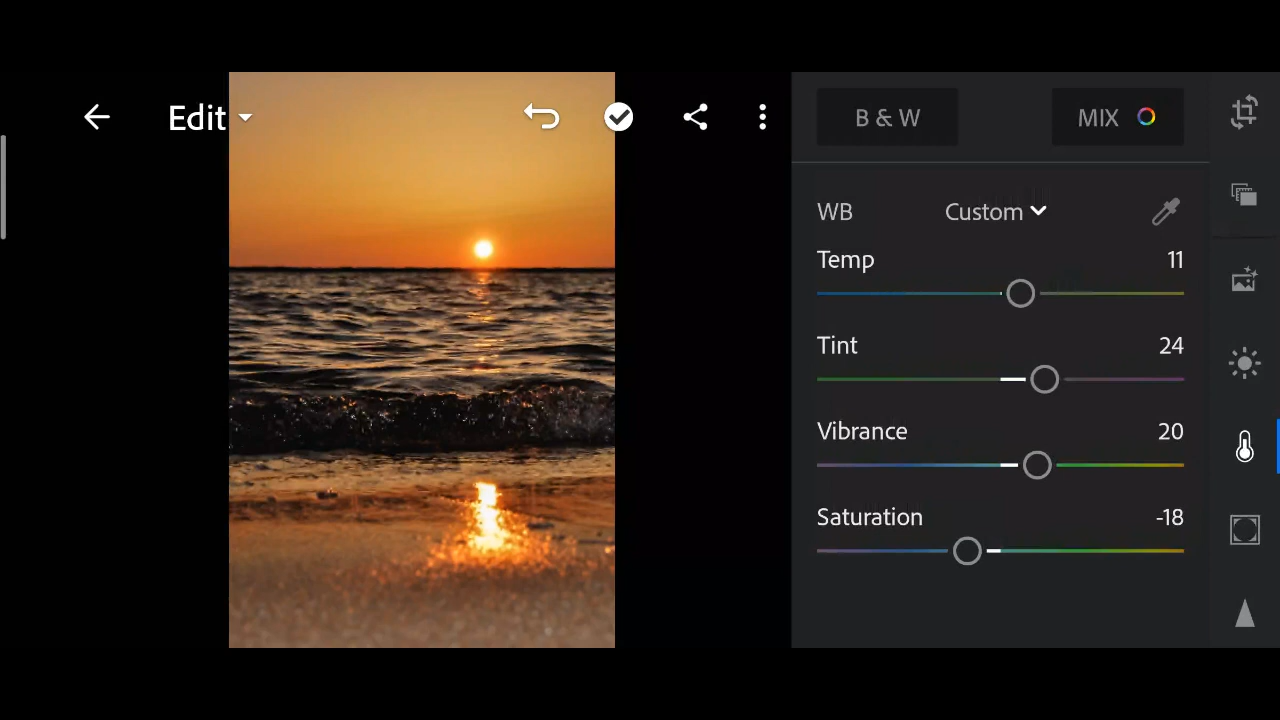 Edit
B & W
MIX
WB
Custom
Temp
11
Tint
24
Vibrance
20
Saturation
-18